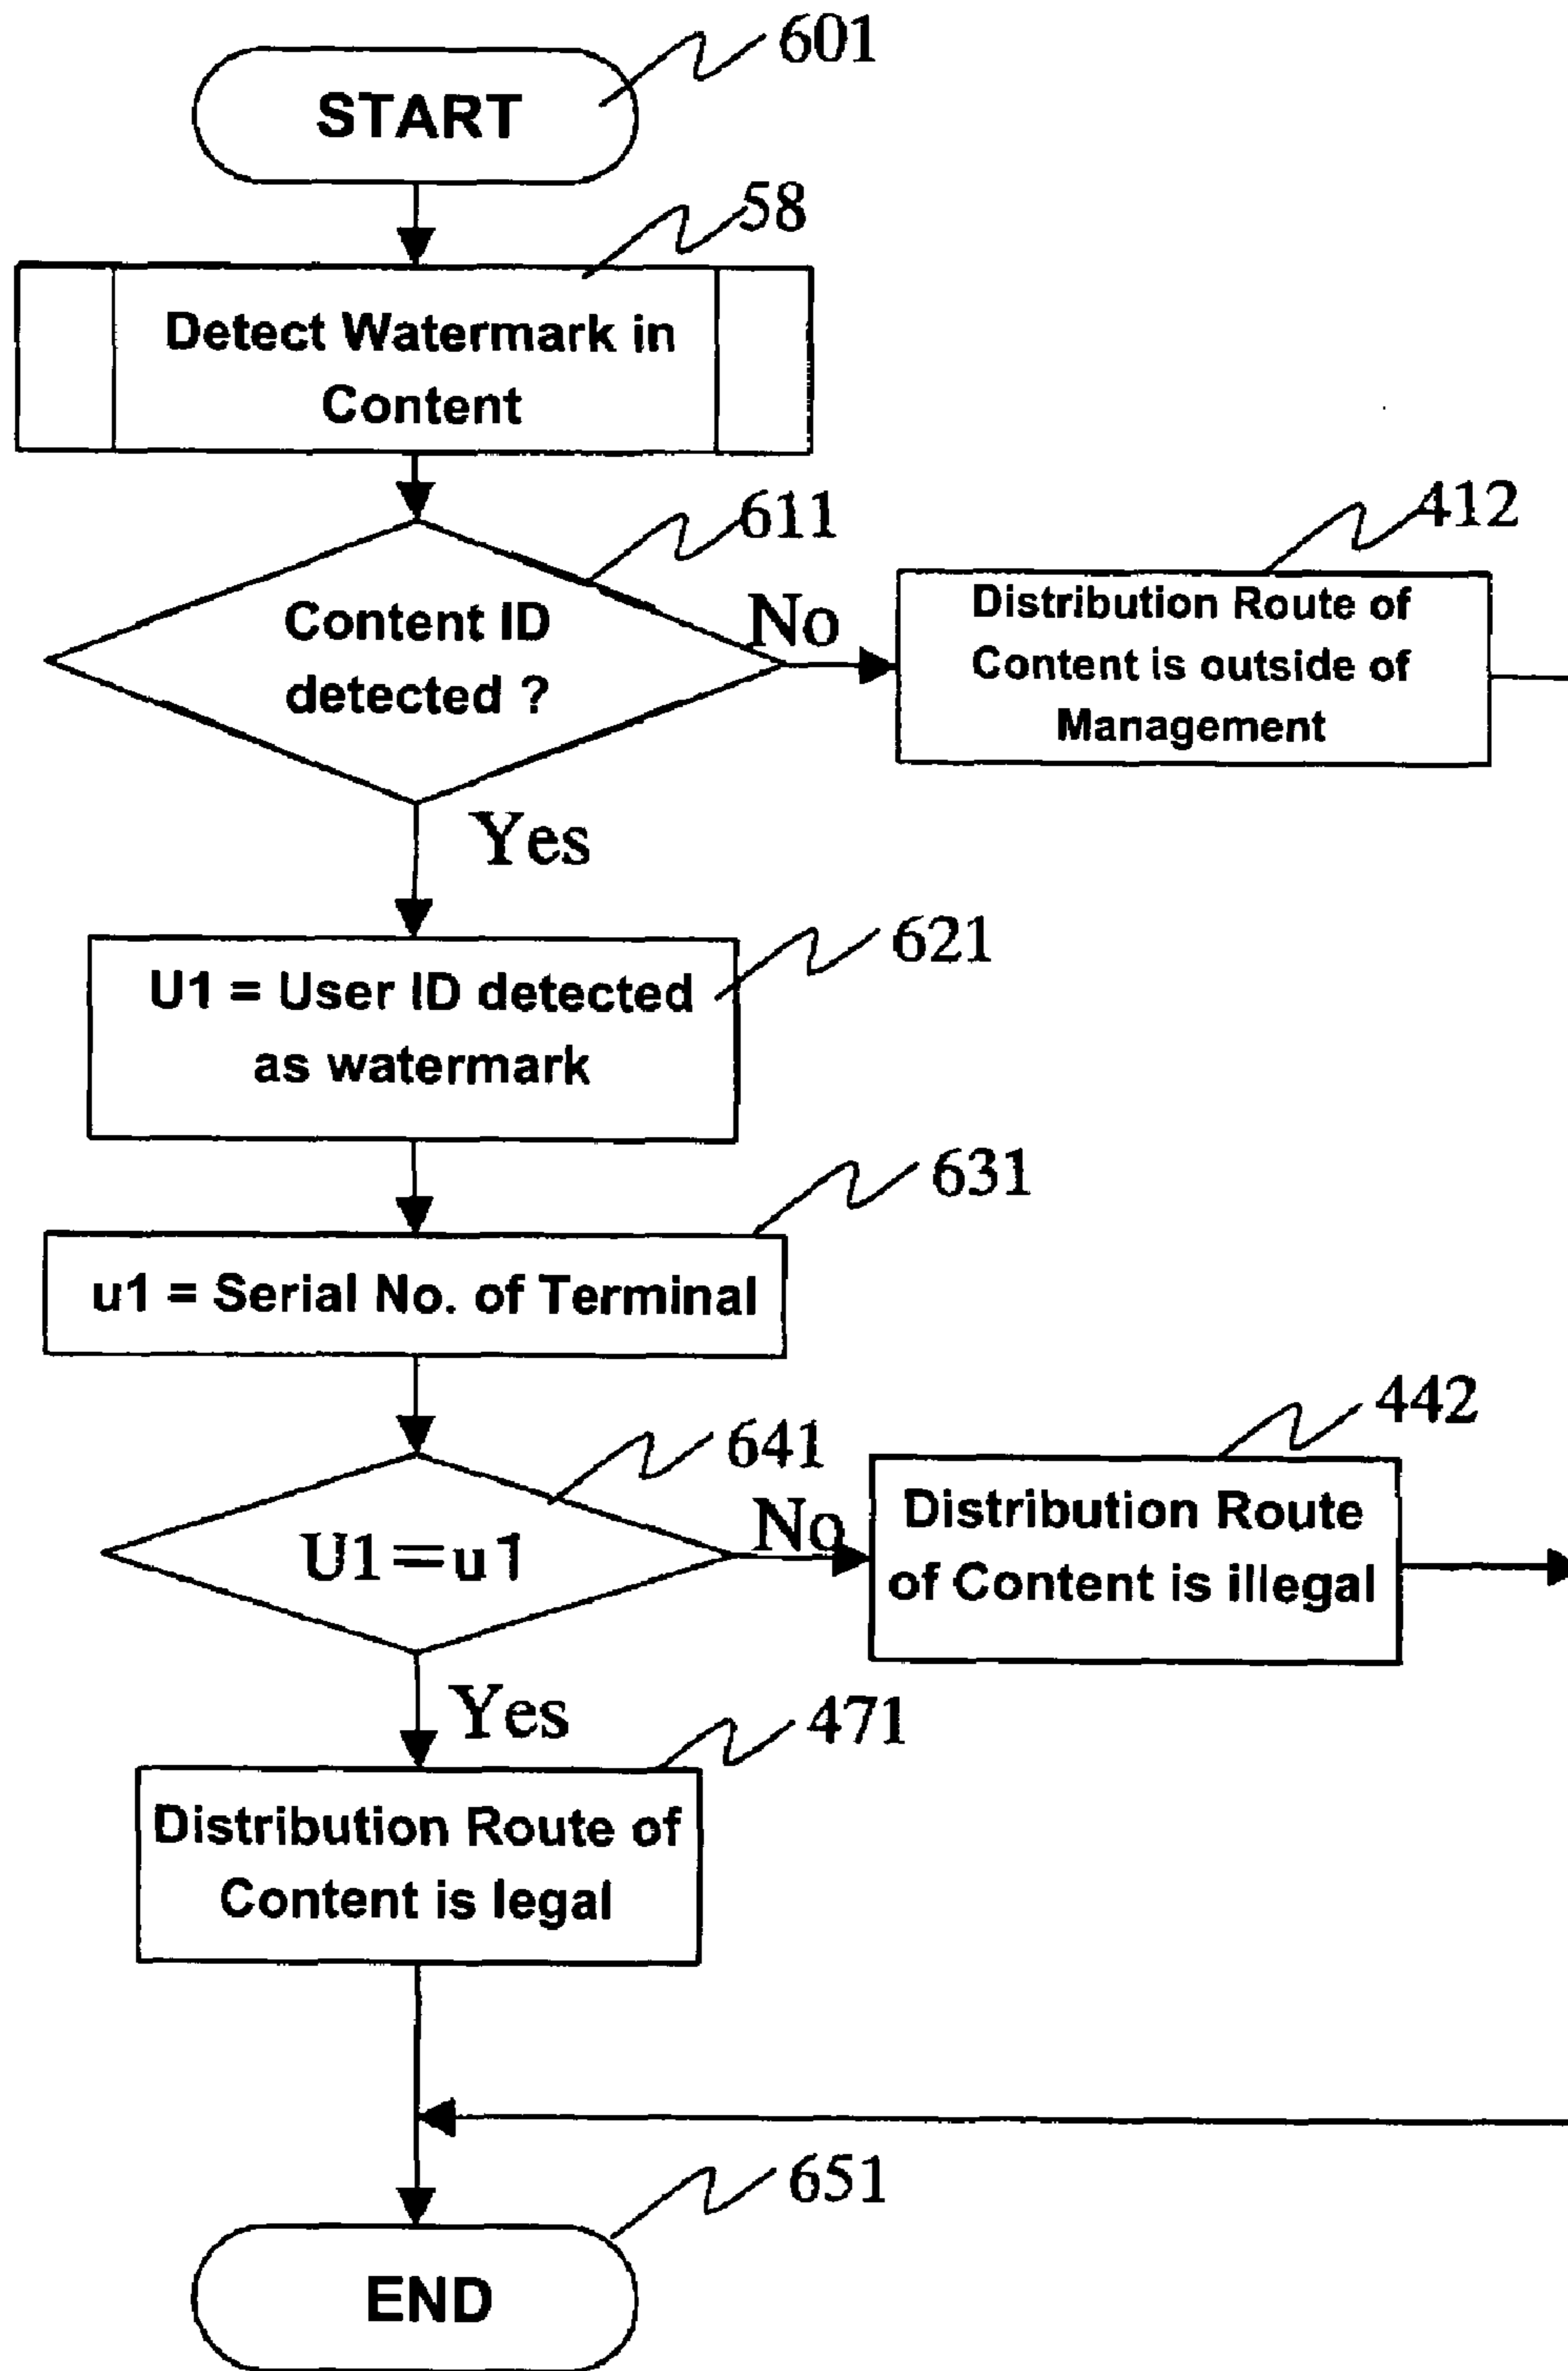 601
START
58
Detect Watermark in
Content
611
Content ID
detected ?
No
412
Distribution Route of
Content is outside of
Management
Yes
621
U1 = User ID detected
as watermark
631
u1 = Serial No. of Terminal
641
U1=u1
No
442
Distribution Route
of Content is illegal
Yes
471
Distribution Route of
Content is legal
651
END